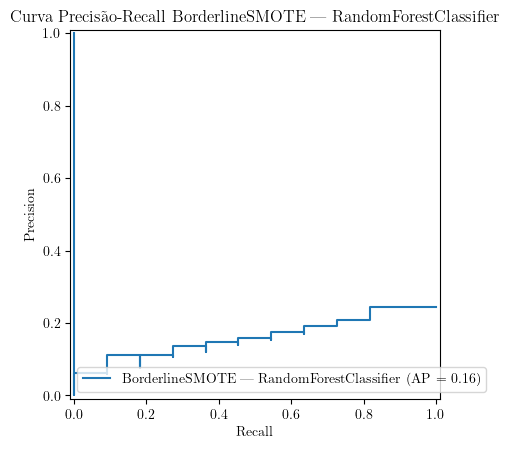 Curva Precisão-Recall BorderlineSMOTE — RandomForestClassifier
1.0
0.8
0.6
0.4
0.2
0.0
Precision
BorderlineSMOTE — RandomForestClassifier (AP = 0.16)
0.0 0.2 0.4 0.6 0.8 1.0
Recall